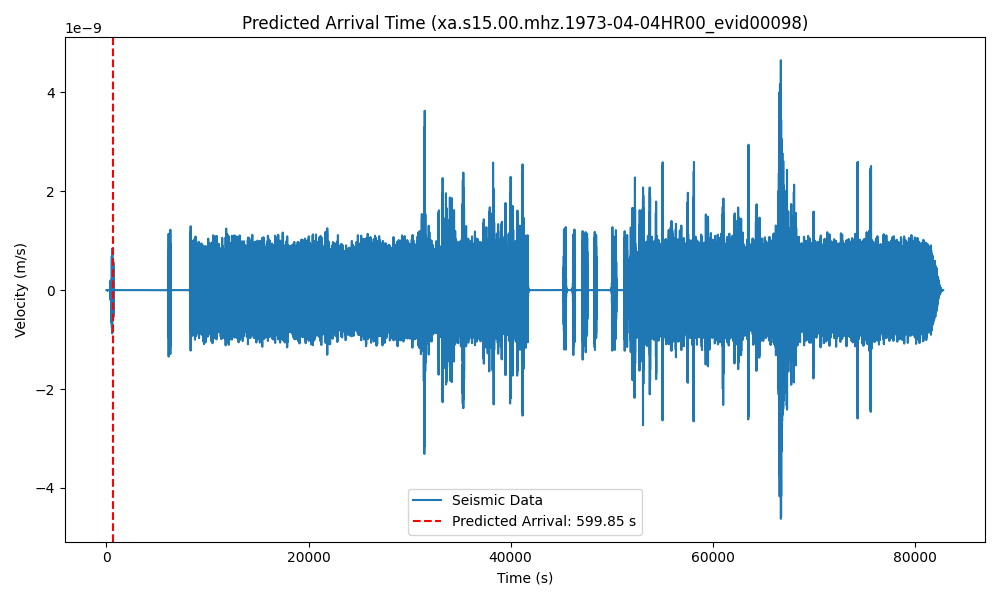 Predicted Arrival Time (xa.s15.00.mhz.1973-04-04HR00_evid00098)
1e−9
4
2
0
−2
−4
Velocity (m/s)
Seismic Data
Predicted Arrival: 599.85 s
0 20000 40000 60000 80000
Time (s)